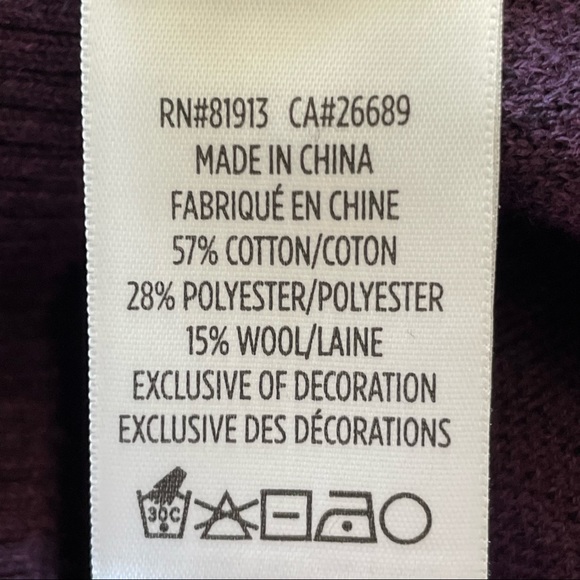 RN#81913 CA#26689
MADE IN CHINA
FABRIQUÉ EN CHINE
57% COTTON/COTON
28% POLYESTER/POLYESTER
15% WOOL/LAINE
EXCLUSIVE OF DECORATION
EXCLUSIVE DES DÉCORATIONS
30C